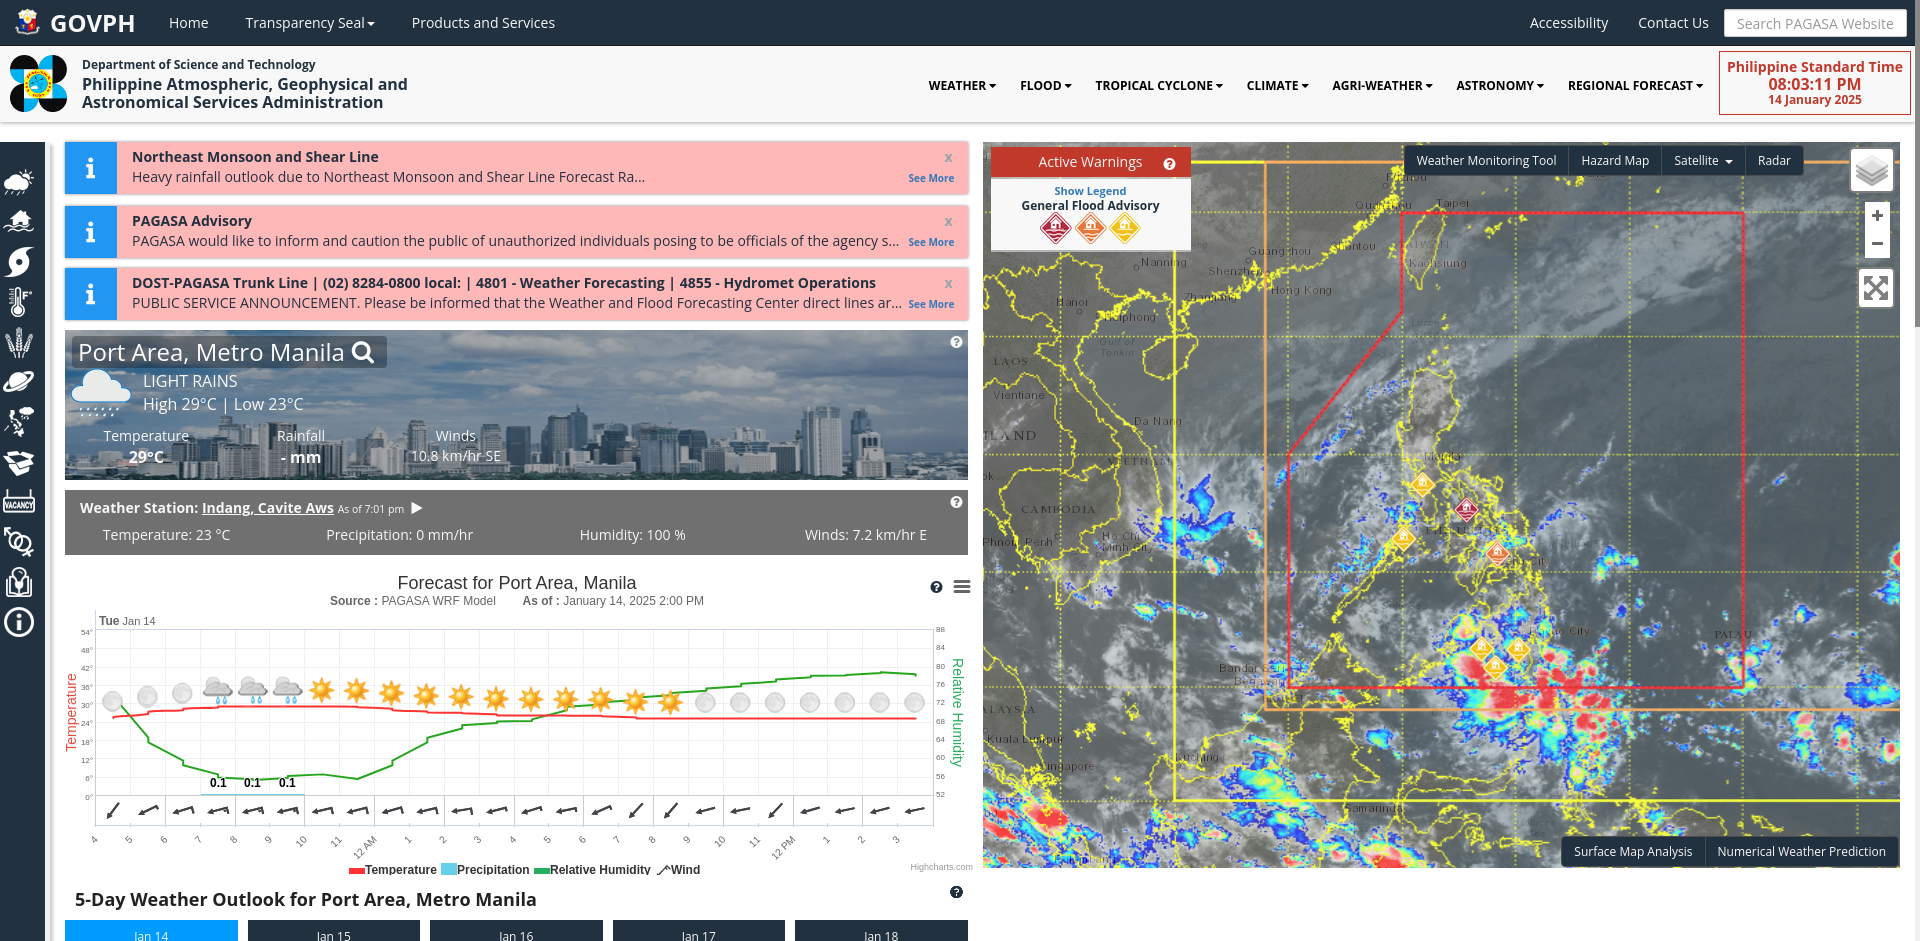 GOVPH
Home
Transparency Seal
Products and Services
Accessibility
Contact Us
Search PAGASA Website
Department of Science and Technology
Philippine Atmospheric, Geophysical and
Astronomical Services Administration
WEATHER
FLOOD
TROPICAL CYCLONE
CLIMATE
AGRI-WEATHER
ASTRONOMY
REGIONAL FORECAST
Philippine Standard Time
08:03:11 PM
14 January 2025
Northeast Monsoon and Shear Line
x
Heavy rainfall outlook due to Northeast Monsoon and Shear Line Forecast Ra...
See More
PAGASA Advisory
x
PAGASA would like to inform and caution the public of unauthorized individuals posing to be officials of the agency s...
See More
DOST-PAGASA Trunk Line | (02) 8284-0800 local: | 4801 - Weather Forecasting | 4855 - Hydromet Operations
x
PUBLIC SERVICE ANNOUNCEMENT. Please be informed that the Weather and Flood Forecasting Center direct lines ar...
See More
Port Area, Metro Manila
LIGHT RAINS
High 29°C | Low 23°C
Temperature
29°C
Rainfall
- mm
Winds
10.8 km/hr SE
Weather Station: Indang, Cavite Aws As of 7:01 pm
Temperature: 23 °C
Precipitation: 0 mm/hr
Humidity: 100 %
Winds: 7.2 km/hr E
VACANCY
Forecast for Port Area, Manila
Source : PAGASA WRF Model
As of : January 14, 2025 2:00 PM
Tue Jan 14
54°
48°
42°
36°
30°
24°
18°
12°
6°
0°
Temperature
88
84
80
76
72
68
64
60
56
52
Relative Humidity
0.1
0.1
0.1
4
5
6
7
8
9
10
11
12 AM
1
2
3
4
5
6
7
8
9
10
11
12 PM
1
2
3
Temperature
Precipitation
Relative Humidity
Wind
Highcharts.com
5-Day Weather Outlook for Port Area, Metro Manila
Jan 14
Jan 15
Jan 16
Jan 17
Jan 18
Active Warnings
Show Legend
General Flood Advisory
Weather Monitoring Tool
Hazard Map
Satellite
Radar
+
−
Taipei
Guangzhou
Shantou
Nanning
Shenzhen
Kaohsiung
Hong Kong
Zhanjiang
Hanoi
Haiphong
Gulf of
Tonkin
Luzon
LAOS
Vientiane
Da Nang
VIETNAM
Manila
CAMBODIA
Phnom Penh
Ho Chi
Minh City
PALAU
Kuala Lumpur
Singapore
Kuching
Samarinda
Surface Map Analysis
Numerical Weather Prediction